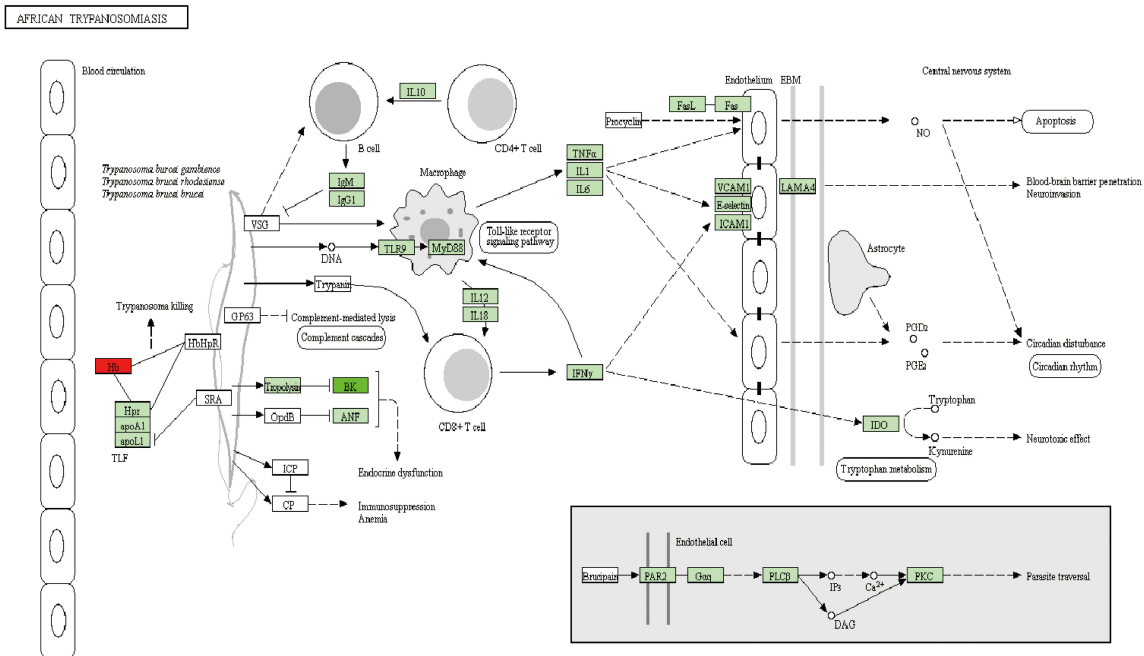 AFRICAN TRYPANOSOMIASIS
Blood circulation
Endothelium
EBM
Central nervous system
IL10
B cell
CD4+ T cell
FasL
Fas
Procyclin
NO
Apoptosis
Trypanosoma burcei gambience
Trypanosoma brucei rhodesiense
Trypanosoma brucei brucei
IgM
IgG1
Macrophage
TNFα
IL1
IL6
VCAM1
E-selectin
ICAM1
LAMA4
Blood-brain barrier penetration
Neuroinvasion
VSG
DNA
TLR9
MyD88
Toll-like receptor
signaling pathway
Astrocyte
Trypanin
IL12
IL18
Trypanosoma killing
GP63
Complement-mediated lysis
Complement cascades
HbHpR
PGD2
PGE2
Circadian disturbance
Circadian rhythm
Hb
IFNγ
SRA
Tropolysin
BK
OpdB
ANF
CD8+ T cell
Hpr
apoA1
apoL1
TLF
IDO
Tryptophan
Kynurenine
Neurotoxic effect
Tryptophan metabolism
Endocrine dysfunction
ICP
CP
Immunosuppression
Anemia
Endothelial cell
Brucipain
PAR2
Gαq
PLCβ
IP3
Ca2+
PKC
DAG
Parasite traversal